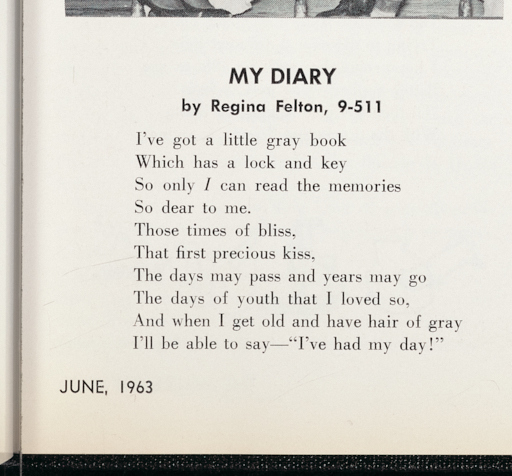 MY DIARY
by Regina Felton, 9-511
I've got a little gray book
Which has a lock and key
So only I can read the memories
So dear to me.
Those times of bliss,
That first precious kiss,
The days may pass and years may go
The days of youth that I loved so,
And when I get old and have hair of gray
I'll be able to say—“I've had my day!”
JUNE, 1963